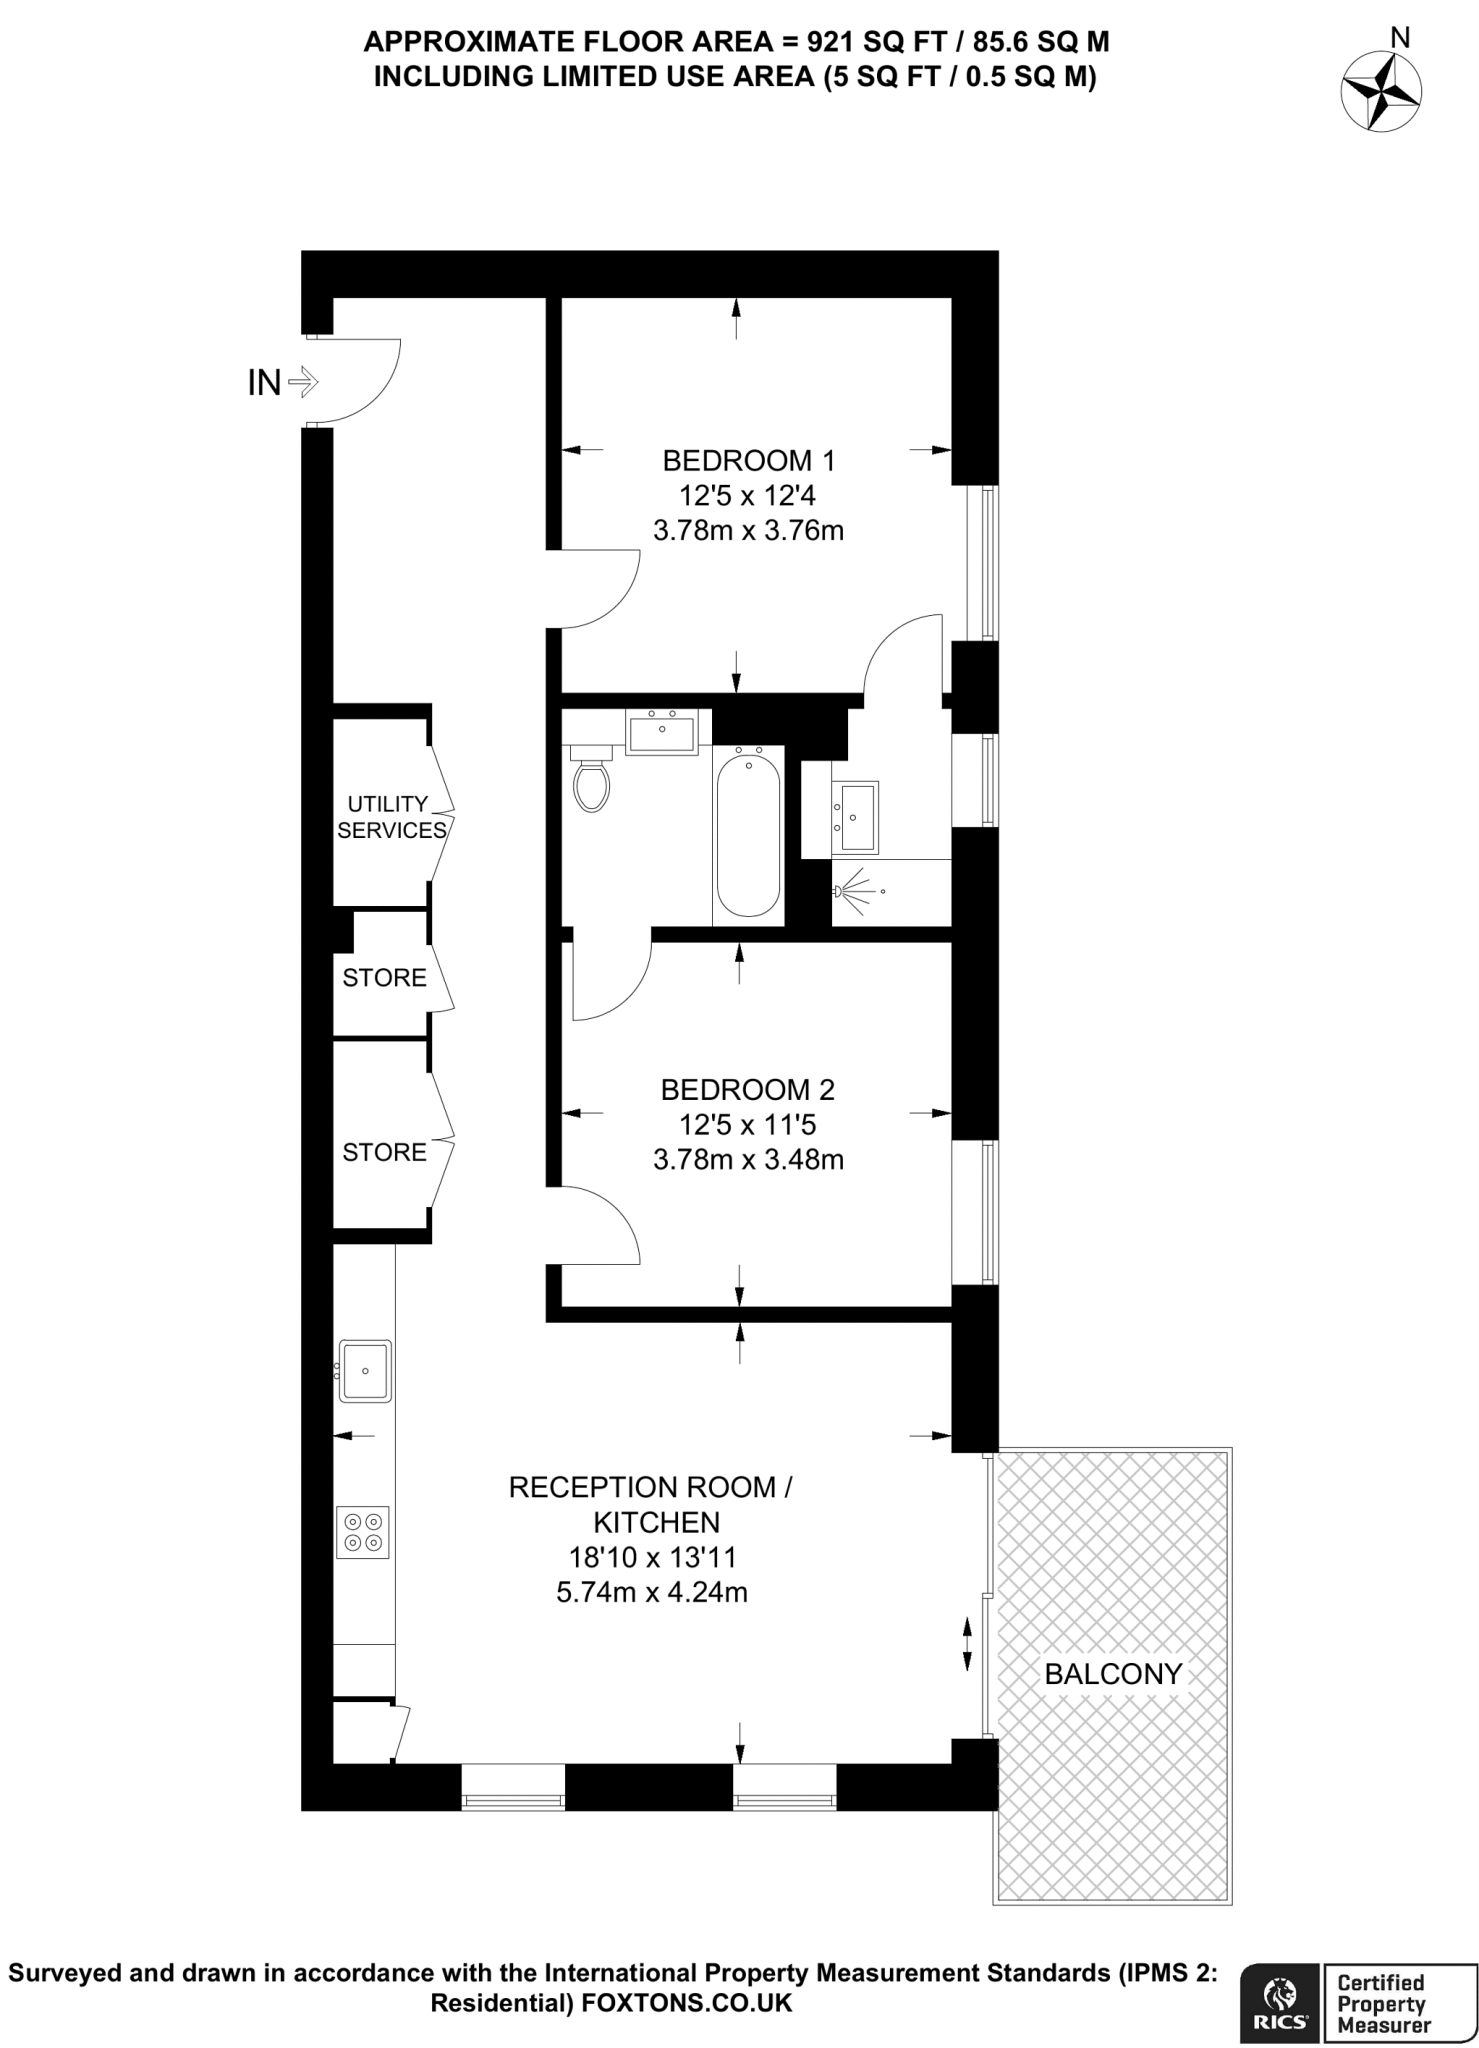 APPROXIMATE FLOOR AREA = 921 SQ FT / 85.6 SQ M
INCLUDING LIMITED USE AREA (5 SQ FT / 0.5 SQ M)
N
IN
BEDROOM 1
12'5 x 12'4
3.78m x 3.76m
UTILITY
SERVICES
STORE
BEDROOM 2
12'5 x 11'5
3.78m x 3.48m
STORE
RECEPTION ROOM /
KITCHEN
18'10 x 13'11
5.74m x 4.24m
BALCONY
Surveyed and drawn in accordance with the International Property Measurement Standards (IPMS 2:
Residential) FOXTONS.CO.UK
RICS
Certified
Property
Measurer